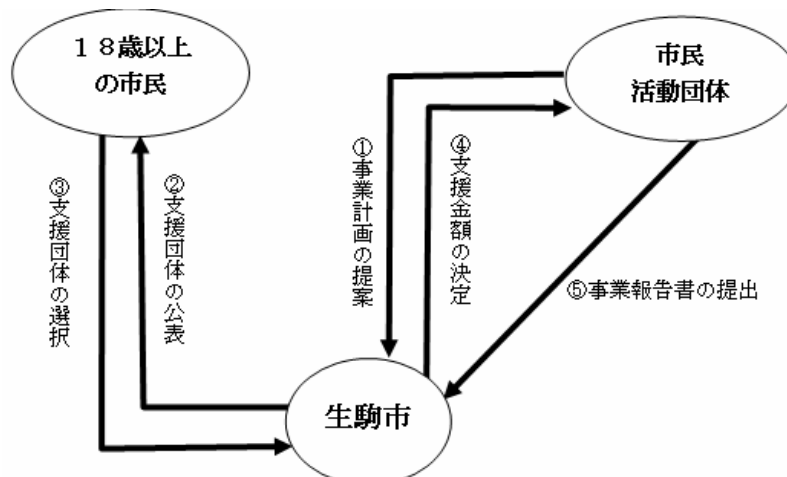 １８歳以上
の市民
市民
活動団体
①事業計画の提案
④支援金額の決定
③支援団体の選択
②支援団体の公表
⑤事業報告書の提出
生駒市